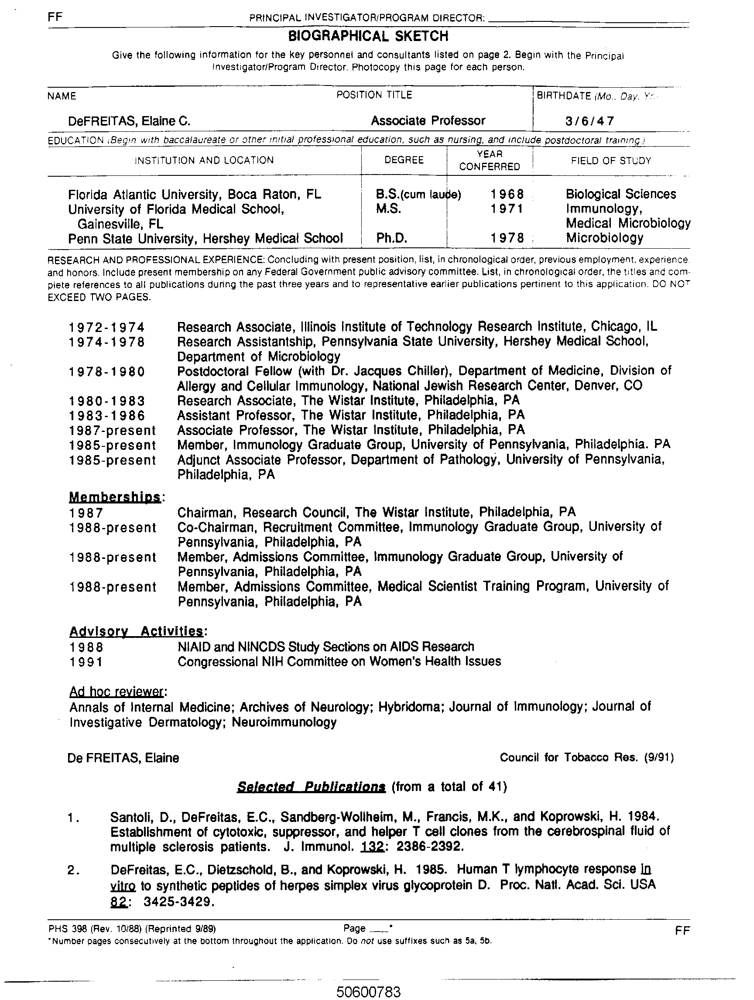 FF PRINCIPAL INVESTIGATOR/PROGRAM DIRECTOR:
BIOGRAPHICAL SKETCH
Give the following information for the key personnel and consultants listed on page 2. Begin with the Principal
Investigator/Program Director. Photocopy this page for each person.
NAME POSITION TITLE BIRTHDATE (Mo., Day, Yr.)
DeFREITAS, Elaine C. Associate Professor 3/6/47
EDUCATION (Begin with baccalaureate or other initial professional education, such as nursing, and include postdoctoral training.)
INSTITUTION AND LOCATION DEGREE YEAR CONFERRED FIELD OF STUDY
Florida Atlantic University, Boca Raton, FL B.S.(cum laude) 1968 Biological Sciences
University of Florida Medical School, M.S. 1971 Immunology,
Gainesville, FL Medical Microbiology
Penn State University, Hershey Medical School Ph.D. 1978 Microbiology
RESEARCH AND PROFESSIONAL EXPERIENCE: Concluding with present position, list, in chronological order, previous employment, experience,
and honors. Include present membership on any Federal Government public advisory committee. List, in chronological order, the titles and com-
plete references to all publications during the past three years and to representative earlier publications pertinent to this application. DO NOT
EXCEED TWO PAGES.
1972-1974 Research Associate, Illinois Institute of Technology Research Institute, Chicago, IL
1974-1978 Research Assistantship, Pennsylvania State University, Hershey Medical School,
Department of Microbiology
1978-1980 Postdoctoral Fellow (with Dr. Jacques Chiller), Department of Medicine, Division of
Allergy and Cellular Immunology, National Jewish Research Center, Denver, CO
1980-1983 Research Associate, The Wistar Institute, Philadelphia, PA
1983-1986 Assistant Professor, The Wistar Institute, Philadelphia, PA
1987-present Associate Professor, The Wistar Institute, Philadelphia, PA
1985-present Member, Immunology Graduate Group, University of Pennsylvania, Philadelphia. PA
1985-present Adjunct Associate Professor, Department of Pathology, University of Pennsylvania,
Philadelphia, PA
Memberships:
1987 Chairman, Research Council, The Wistar Institute, Philadelphia, PA
1988-present Co-Chairman, Recruitment Committee, Immunology Graduate Group, University of
Pennsylvania, Philadelphia, PA
1988-present Member, Admissions Committee, Immunology Graduate Group, University of
Pennsylvania, Philadelphia, PA
1988-present Member, Admissions Committee, Medical Scientist Training Program, University of
Pennsylvania, Philadelphia, PA
Advisory Activities:
1988 NIAID and NINCDS Study Sections on AIDS Research
1991 Congressional NIH Committee on Women's Health Issues
Ad hoc reviewer:
Annals of Internal Medicine; Archives of Neurology; Hybridoma; Journal of Immunology; Journal of
Investigative Dermatology; Neuroimmunology
De FREITAS, Elaine Council for Tobacco Res. (9/91)
Selected Publications (from a total of 41)
1. Santoli, D., DeFreitas, E.C., Sandberg-Wollheim, M., Francis, M.K., and Koprowski, H. 1984.
Establishment of cytotoxic, suppressor, and helper T cell clones from the cerebrospinal fluid of
multiple sclerosis patients. J. Immunol. 132: 2386-2392.
2. DeFreitas, E.C., Dietzschold, B., and Koprowski, H. 1985. Human T lymphocyte response in
vitro to synthetic peptides of herpes simplex virus glycoprotein D. Proc. Natl. Acad. Sci. USA
82: 3425-3429.
PHS 398 (Rev. 10/88) (Reprinted 9/89) Page ___* FF
*Number pages consecutively at the bottom throughout the application. Do not use suffixes such as 5a, 5b.
50600783